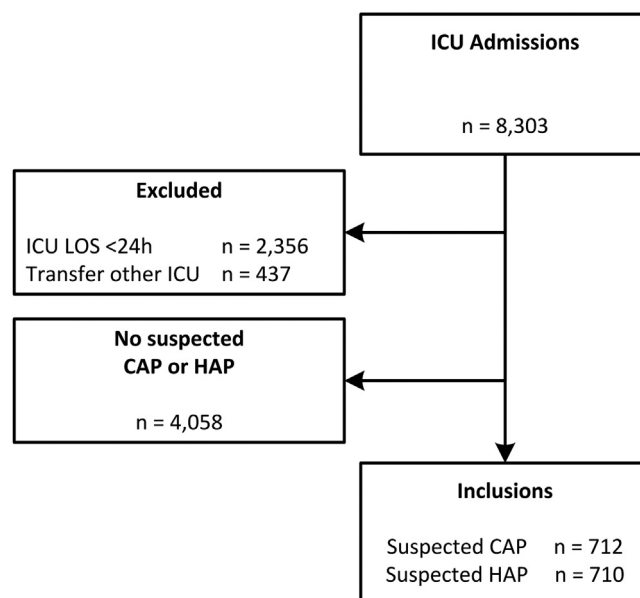 ICU Admissions
n = 8,303
Excluded
ICU LOS <24h n = 2,356
Transfer other ICU n = 437
No suspected
CAP or HAP
n = 4,058
Inclusions
Suspected CAP n = 712
Suspected HAP n = 710